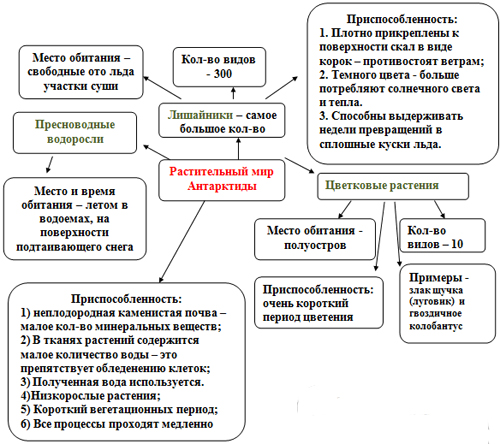 Приспособленность:
1. Плотно прикреплены к
поверхности скал в виде
корок – противостоят ветрам;
2. Темного цвета - больше
потребляют солнечного света
и тепла.
3. Способны выдерживать
недели превращений в
сплошные куски льда.
Место обитания –
свободные ото льда
участки суши
Кол-во видов
- 300
Лишайники – самое
большое кол-во
Пресноводные
водоросли
Растительный мир
Антарктиды
Цветковые растения
Место и время
обитания – летом в
водоемах, на
поверхности
подтаивающего снега
Место обитания -
полуостров
Кол-во
видов – 10
Приспособленность:
очень короткий
период цветения
Примеры -
злак щучка
(луговик) и
гвоздичное
колобантус
Приспособленность:
1) неплодородная каменистая почва –
малое кол-во минеральных веществ;
2) В тканях растений содержится
малое количество воды – это
препятствует обледенению клеток;
3) Полученная вода используется.
4)Низкорослые растения;
5) Короткий вегетационных период;
6) Все процессы проходят медленно